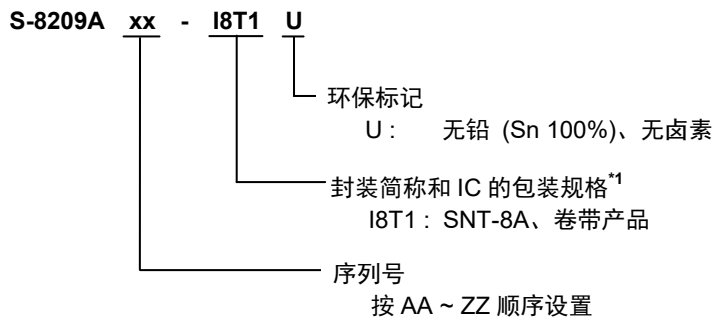 S-8209A xx - I8T1 U
环保标记
U : 无铅 (Sn 100%)、无卤素
封装简称和 IC 的包装规格*1
I8T1 : SNT-8A、卷带产品
序列号
按 AA ~ ZZ 顺序设置